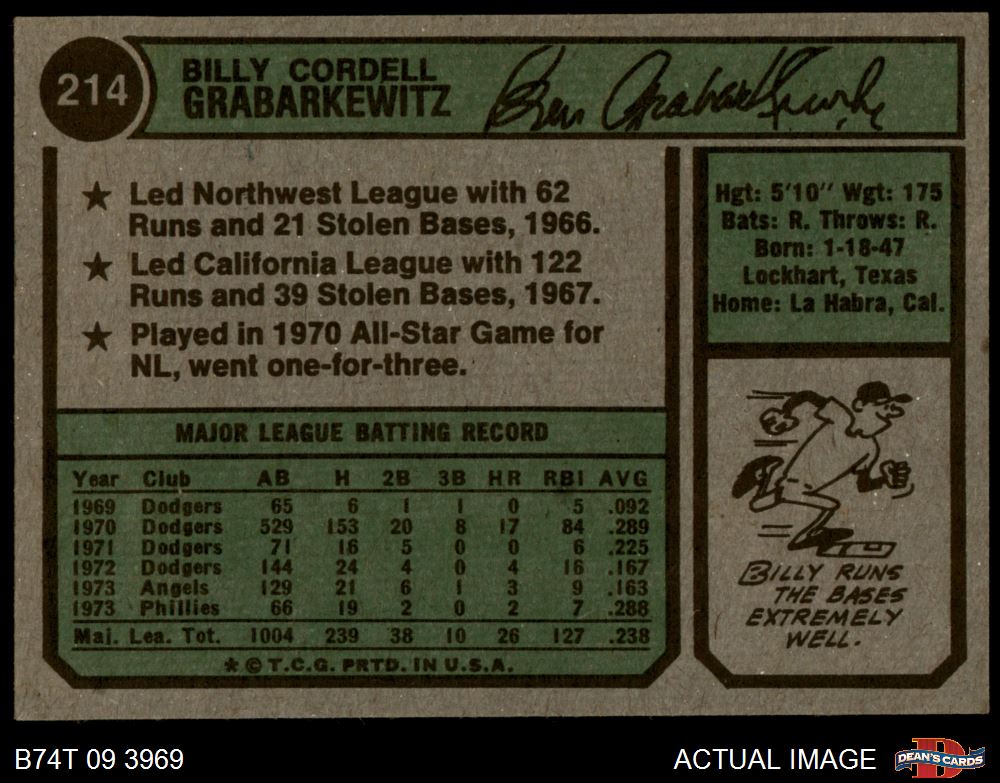 214
BILLY CORDELL
GRABARKEWITZ
★ Led Northwest League with 62
Runs and 21 Stolen Bases, 1966.
★ Led California League with 122
Runs and 39 Stolen Bases, 1967.
★ Played in 1970 All-Star Game for
NL, went one-for-three.
Hgt: 5'10" Wgt: 175
Bats: R. Throws: R.
Born: 1-18-47
Lockhart, Texas
Home: La Habra, Cal.
MAJOR LEAGUE BATTING RECORD
Year Club AB H 2B 3B HR RBI AVG
1969 Dodgers 65 6 1 1 0 5 .092
1970 Dodgers 529 153 20 8 17 84 .289
1971 Dodgers 71 16 5 0 0 6 .225
1972 Dodgers 144 24 4 0 4 16 .167
1973 Angels 129 21 6 1 3 9 .163
1973 Phillies 66 19 2 0 2 7 .288
Maj. Lea. Tot. 1004 239 38 10 26 127 .238
★ © T.C.G. PRTD. IN U.S.A.
BILLY RUNS
THE BASES
EXTREMELY
WELL.
B74T 09 3969
ACTUAL IMAGE
DEAN'S CARDS